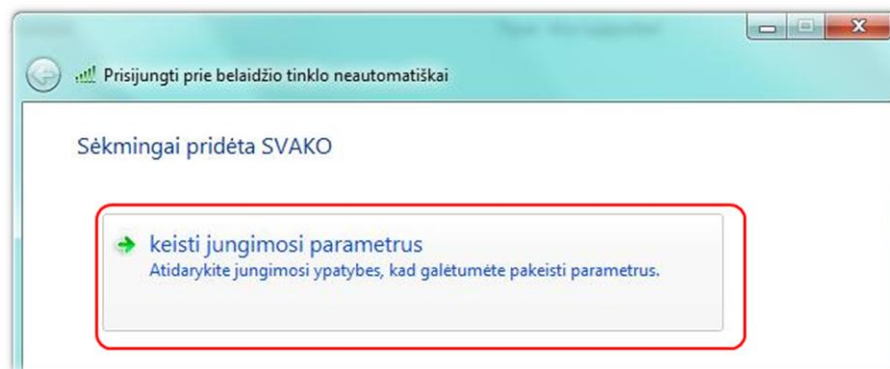 Prisijungti prie belaidžio tinklo neautomatiškai
Sėkmingai pridėta SVAKO
keisti jungimosi parametrus
Atidarykite jungimosi ypatybes, kad galėtumėte pakeisti parametrus.